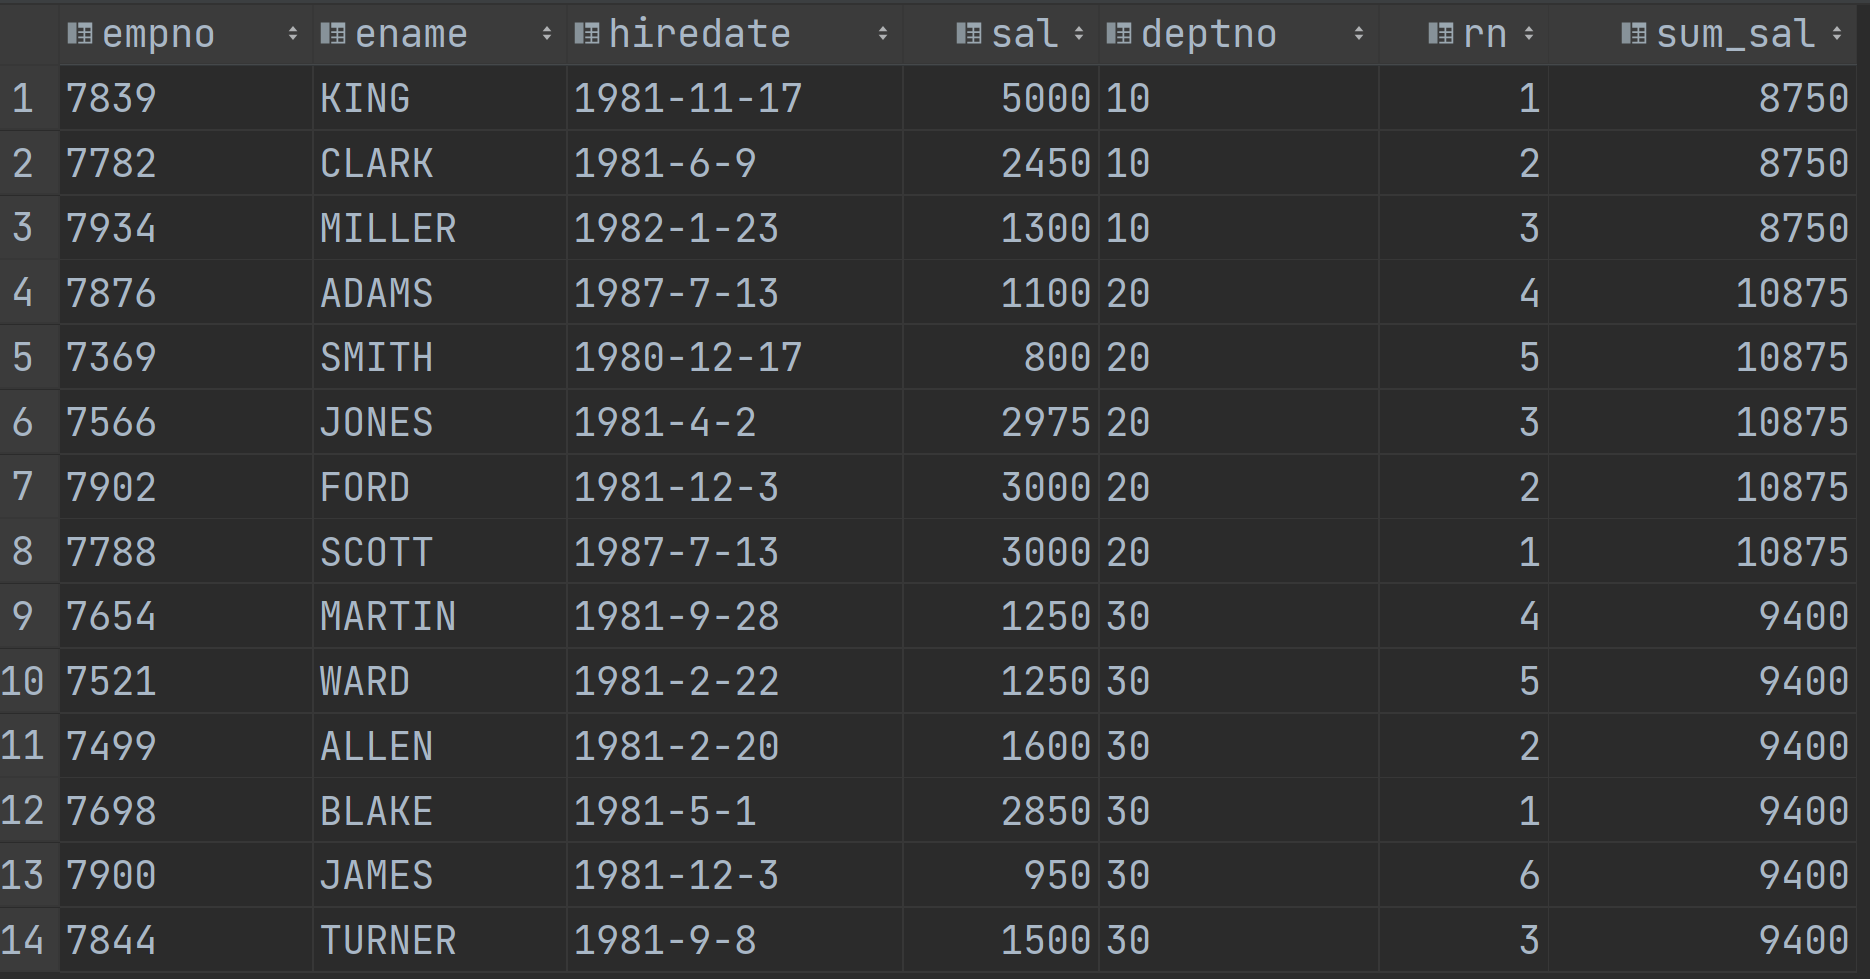 empno ename hiredate sal deptno rn sum_sal
1 7839 KING 1981-11-17 5000 10 1 8750
2 7782 CLARK 1981-6-9 2450 10 2 8750
3 7934 MILLER 1982-1-23 1300 10 3 8750
4 7876 ADAMS 1987-7-13 1100 20 4 10875
5 7369 SMITH 1980-12-17 800 20 5 10875
6 7566 JONES 1981-4-2 2975 20 3 10875
7 7902 FORD 1981-12-3 3000 20 2 10875
8 7788 SCOTT 1987-7-13 3000 20 1 10875
9 7654 MARTIN 1981-9-28 1250 30 4 9400
10 7521 WARD 1981-2-22 1250 30 5 9400
11 7499 ALLEN 1981-2-20 1600 30 2 9400
12 7698 BLAKE 1981-5-1 2850 30 1 9400
13 7900 JAMES 1981-12-3 950 30 6 9400
14 7844 TURNER 1981-9-8 1500 30 3 9400